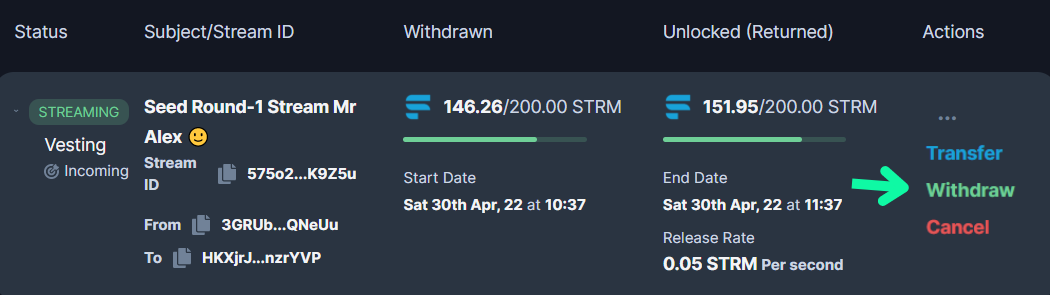 Status Subject/Stream ID Withdrawn Unlocked (Returned) Actions
STREAMING
Vesting
Incoming
Seed Round-1 Stream Mr
Alex 🙂
Stream
ID 575o2...K9Z5u
From 3GRUb...QNeUu
To HKXjrJ...nzrYVP
146.26/200.00 STRM
Start Date
Sat 30th Apr, 22 at 10:37
151.95/200.00 STRM
End Date
Sat 30th Apr, 22 at 11:37
Release Rate
0.05 STRM Per second
...
Transfer
Withdraw
Cancel